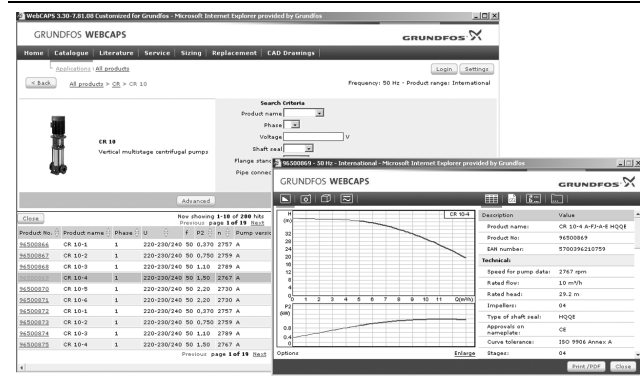 WebCAPS 3.30-7.81.08 Customized for Grundfos - Microsoft Internet Explorer provided by Grundfos
GRUNDFOS WEBCAPS
GRUNDFOS
Home Catalogue Literature Service Sizing Replacement CAD Drawings
Applications All products
Login Settings
< Back All products > CR > CR 10
Frequency: 50 Hz - Product range: International
CR 10
Vertical multistage centrifugal pumps
Search Criteria
Product name
Phase
Voltage V
Shaft seal
Flange stan
Pipe connec
Advanced
Close
Now showing 1-10 of 200 hits
Previous page 1 of 19 Next
Product No. Product name Phase U f P2 n Pump versio
96500866 CR 10-1 1 220-230/240 50 0,370 2757 A
96500867 CR 10-2 1 220-230/240 50 0,750 2759 A
96500868 CR 10-3 1 220-230/240 50 1,10 2789 A
CR 10-4 1 220-230/240 50 1,50 2767 A
96500870 CR 10-5 1 220-230/240 50 2,20 2730 A
96500871 CR 10-6 1 220-230/240 50 2,20 2730 A
96500872 CR 10-1 1 220-230/240 50 0,370 2757 A
96500873 CR 10-2 1 220-230/240 50 0,750 2759 A
96500874 CR 10-3 1 220-230/240 50 1,10 2789 A
96500875 CR 10-4 1 220-230/240 50 1,50 2767 A
Previous page 1 of 19 Next
96500869 - 50 Hz - International - Microsoft Internet Explorer provided by Grundfos
GRUNDFOS WEBCAPS
GRUNDFOS
H
(m)
CR 10-4
32
28
24
20
16
12
8
4
0
0 1 2 3 4 5 6 7 8 9 10 11 Q(m³/h)
P2
(kW)
0.8
0.4
0
Options
Enlarge
Description Value
Product name: CR 10-4 A-FJ-A-E HQQE
Product No: 96500869
EAN number: 5700396210759
Technical:
Speed for pump data: 2767 rpm
Rated flow: 10 m³/h
Rated head: 29.2 m
Impellers: 04
Type of shaft seal: HQQE
Approvals on
nameplate: CE
Curve tolerance: ISO 9906 Annex A
Stages: 04
Print /PDF Close